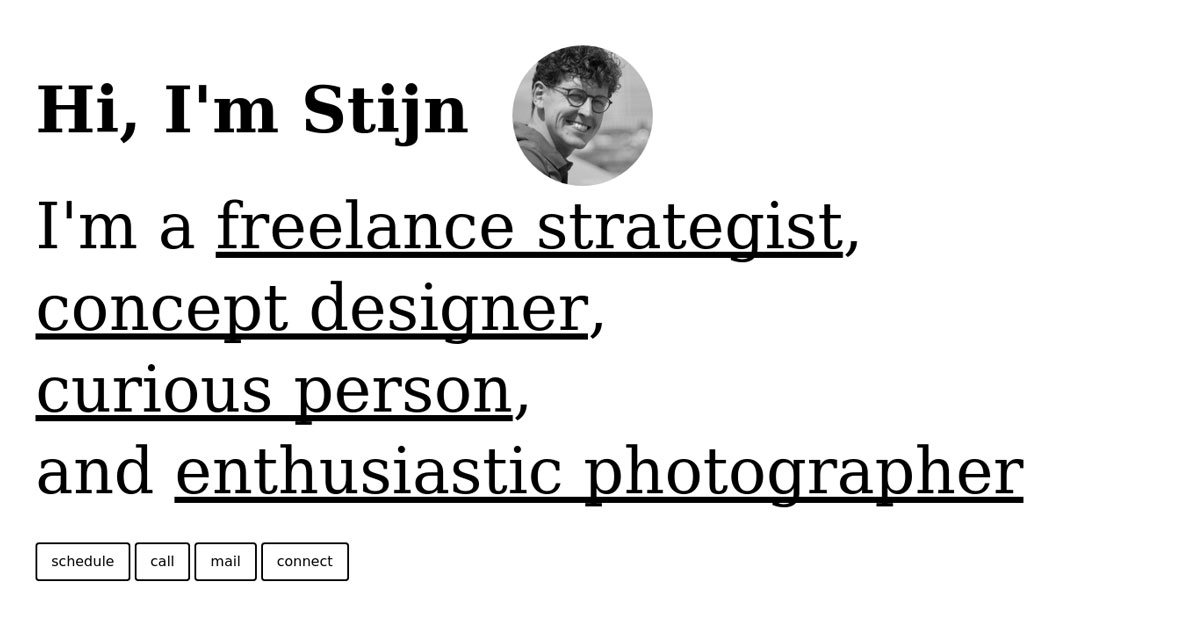 Hi, I'm Stijn
I'm a freelance strategist,
concept designer,
curious person,
and enthusiastic photographer
schedule call mail connect